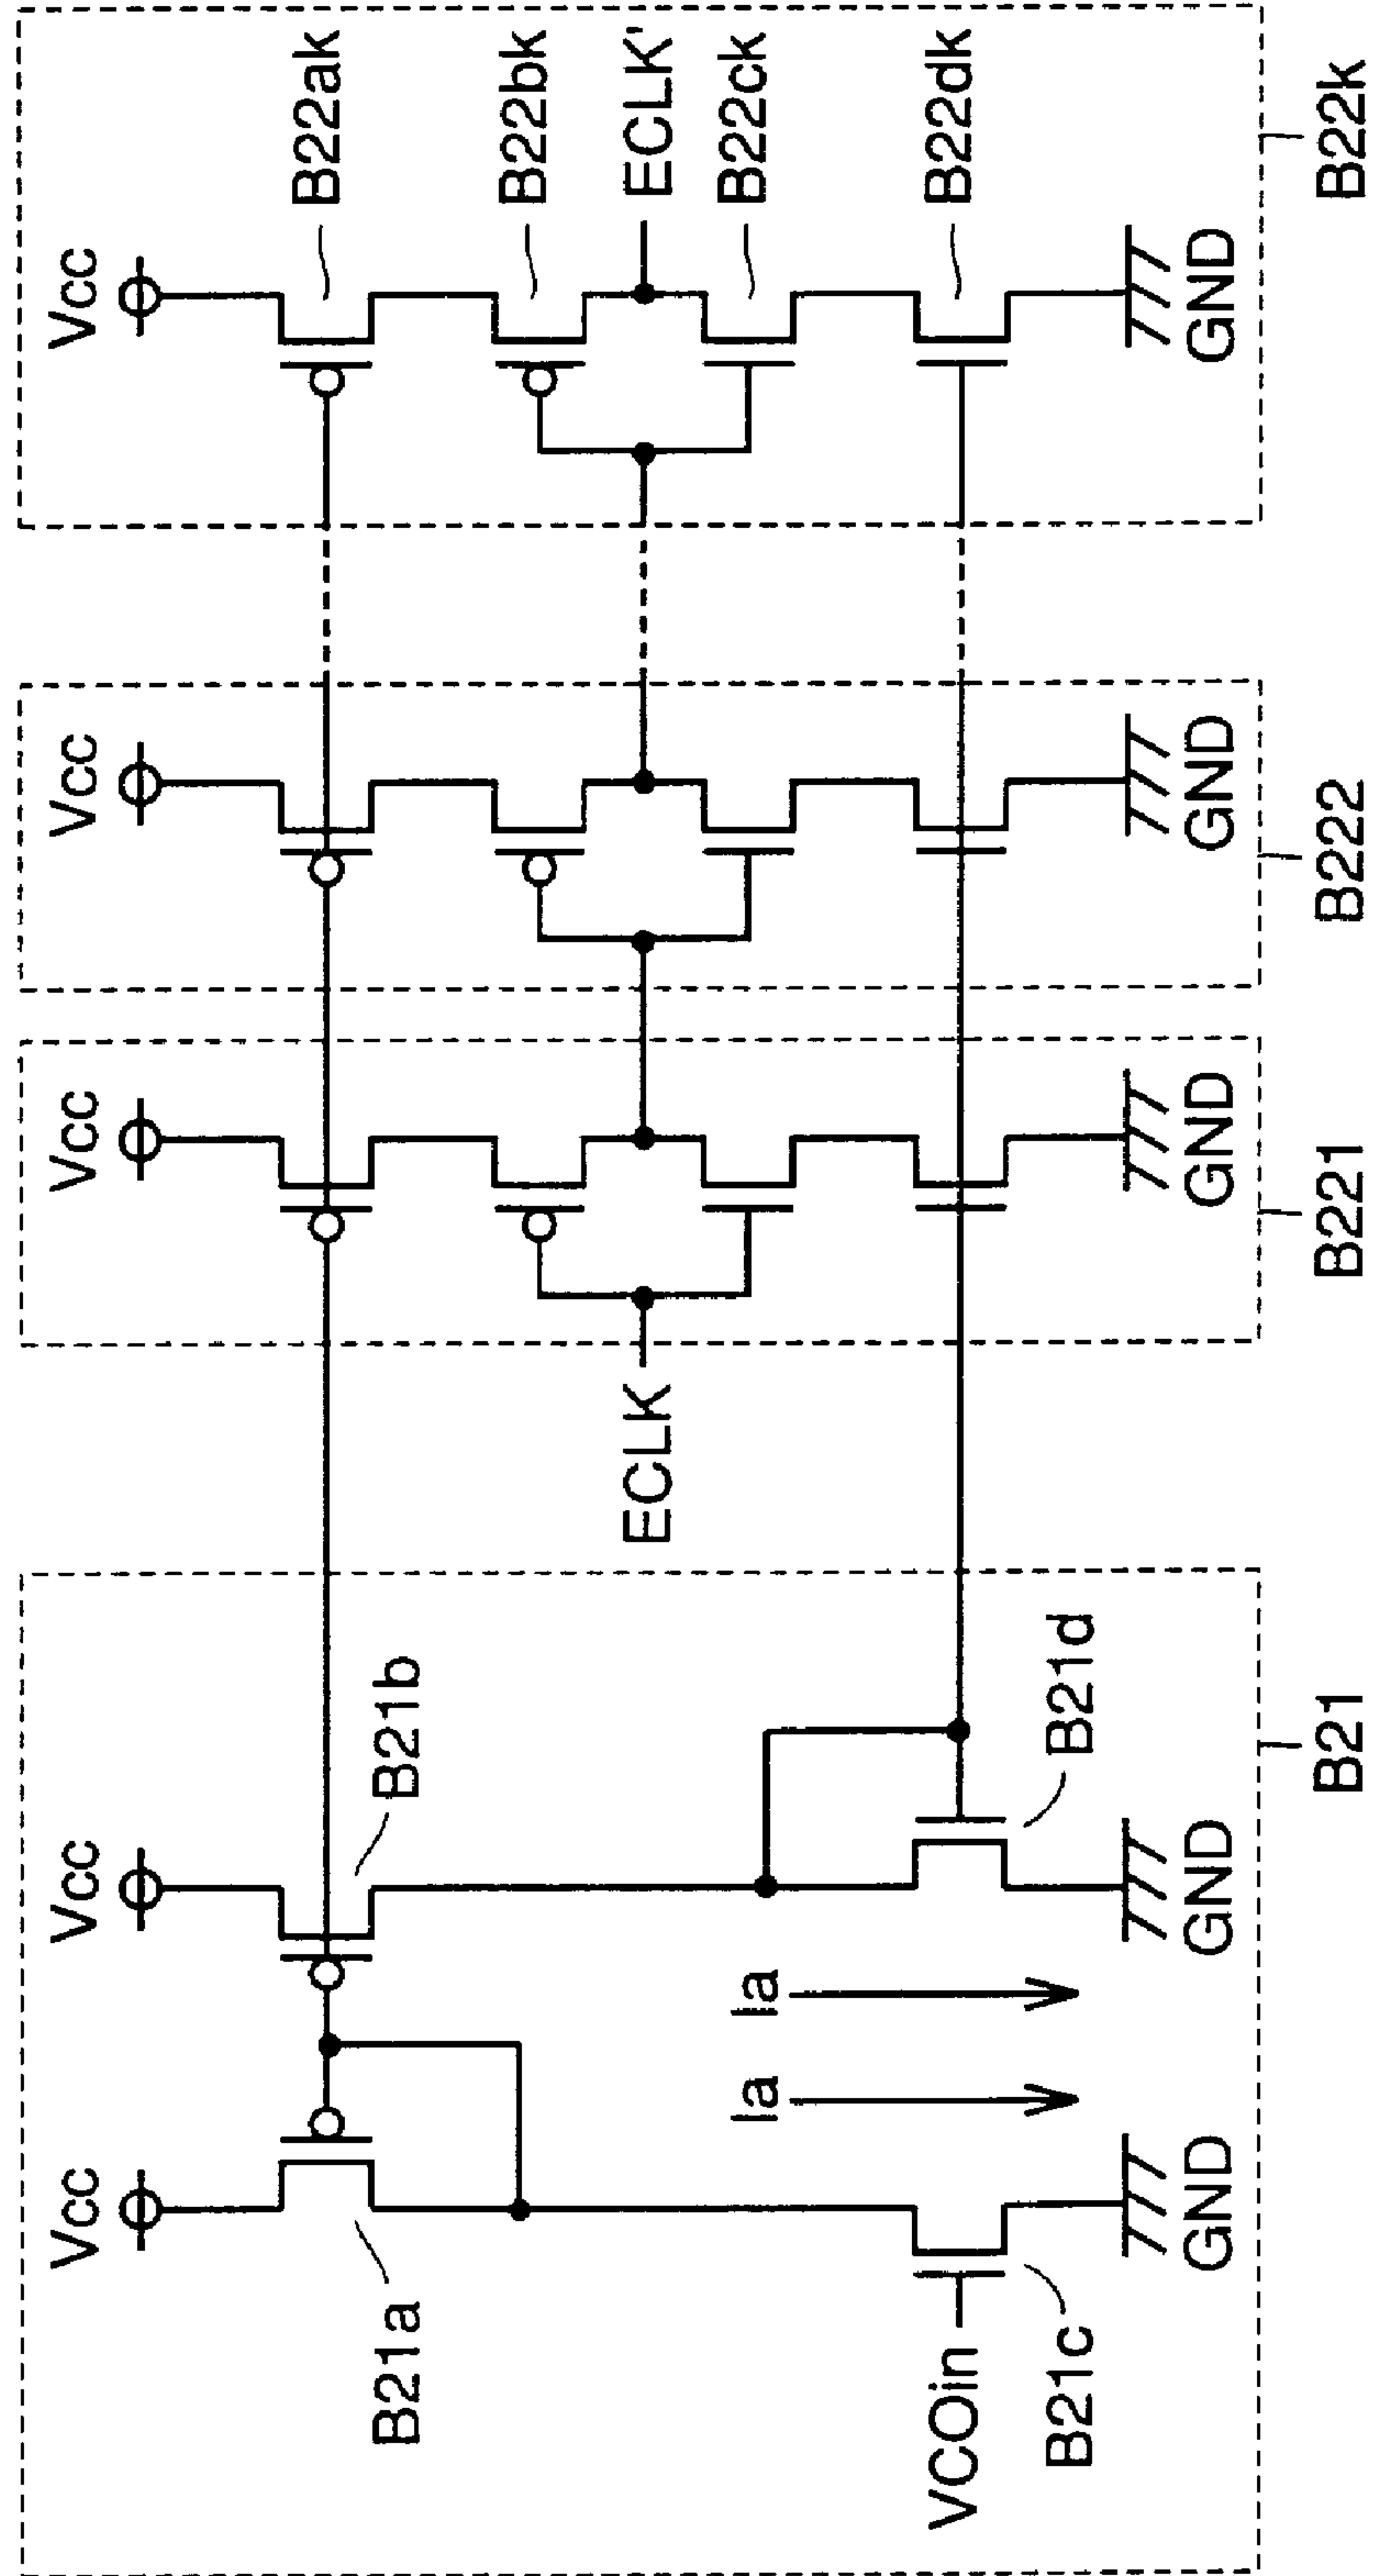 Vcc
Vcc
Vcc
Vcc
Vcc
B21a
B21b
B22ak
B22bk
ECLK
ECLK'
B22ck
Ia
Ia
VCOin
B21c
B21d
B22dk
GND
GND
GND
GND
GND
B21
B221
B222
B22k